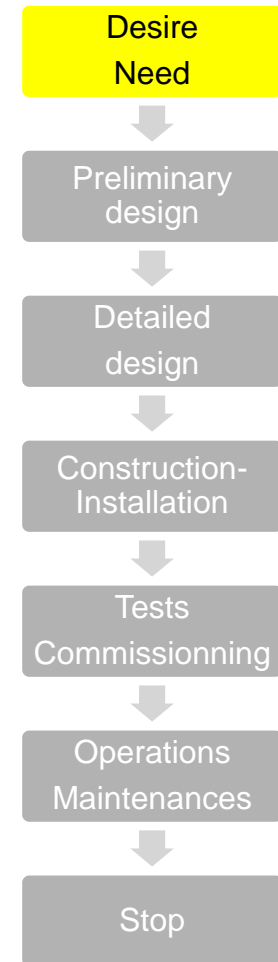 Desire
Need
Preliminary
design
Detailed
design
Construction-
Installation
Tests
Commissionning
Operations
Maintenances
Stop